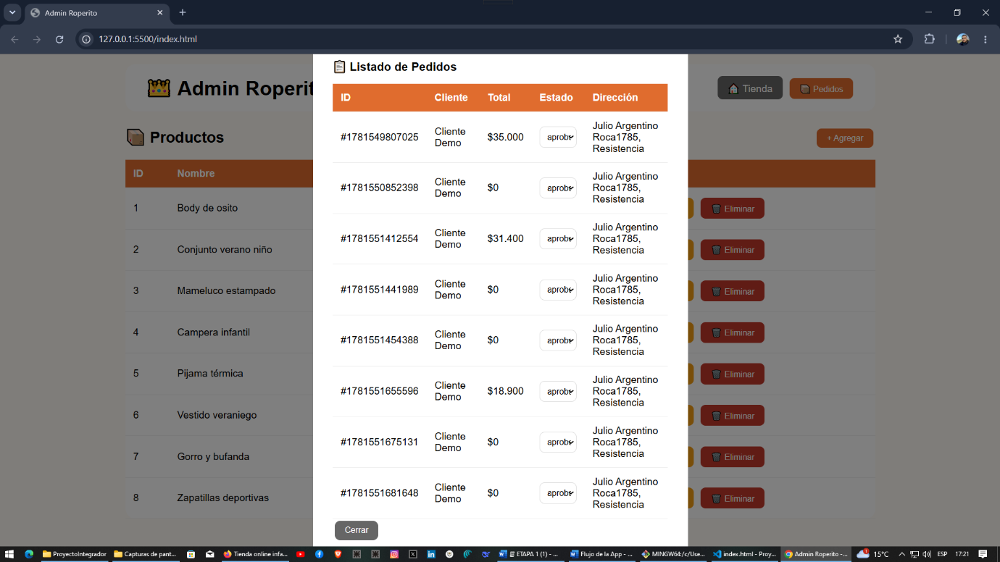 Admin Roperito
127.0.0.1:5500/index.html
Admin Roperit
Tienda
Pedidos
Productos
+ Agregar
ID Nombre
1 Body de osito Eliminar
2 Conjunto verano niño Eliminar
3 Mameluco estampado Eliminar
4 Campera infantil Eliminar
5 Pijama térmica Eliminar
6 Vestido veraniego Eliminar
7 Gorro y bufanda Eliminar
8 Zapatillas deportivas Eliminar
Listado de Pedidos
ID Cliente Total Estado Dirección
#1781549807025 Cliente Demo $35.000 aprob Julio Argentino
Roca1785,
Resistencia
#1781550852398 Cliente Demo $0 aprob Julio Argentino
Roca1785,
Resistencia
#1781551412554 Cliente Demo $31.400 aprob Julio Argentino
Roca1785,
Resistencia
#1781551441989 Cliente Demo $0 aprob Julio Argentino
Roca1785,
Resistencia
#1781551454388 Cliente Demo $0 aprob Julio Argentino
Roca1785,
Resistencia
#1781551655596 Cliente Demo $18.900 aprob Julio Argentino
Roca1785,
Resistencia
#1781551675131 Cliente Demo $0 aprob Julio Argentino
Roca1785,
Resistencia
#1781551681648 Cliente Demo $0 aprob Julio Argentino
Roca1785,
Resistencia
Cerrar
ProyectoIntegrador
Capturas de pant...
Tienda online infa...
ETAPA 1 (1) - ...
Flujo de la App - ...
MINGW64:/c/Use...
index.html - Proy...
Admin Roperito -...
1
15°C
ESP
17:21